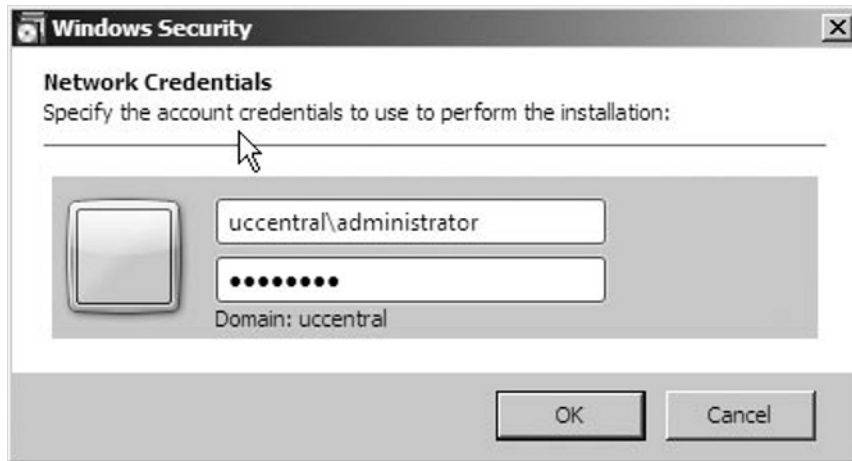 Windows Security
Network Credentials
Specify the account credentials to use to perform the installation:
uccentral\administrator
●●●●●●●●
Domain: uccentral
OK
Cancel